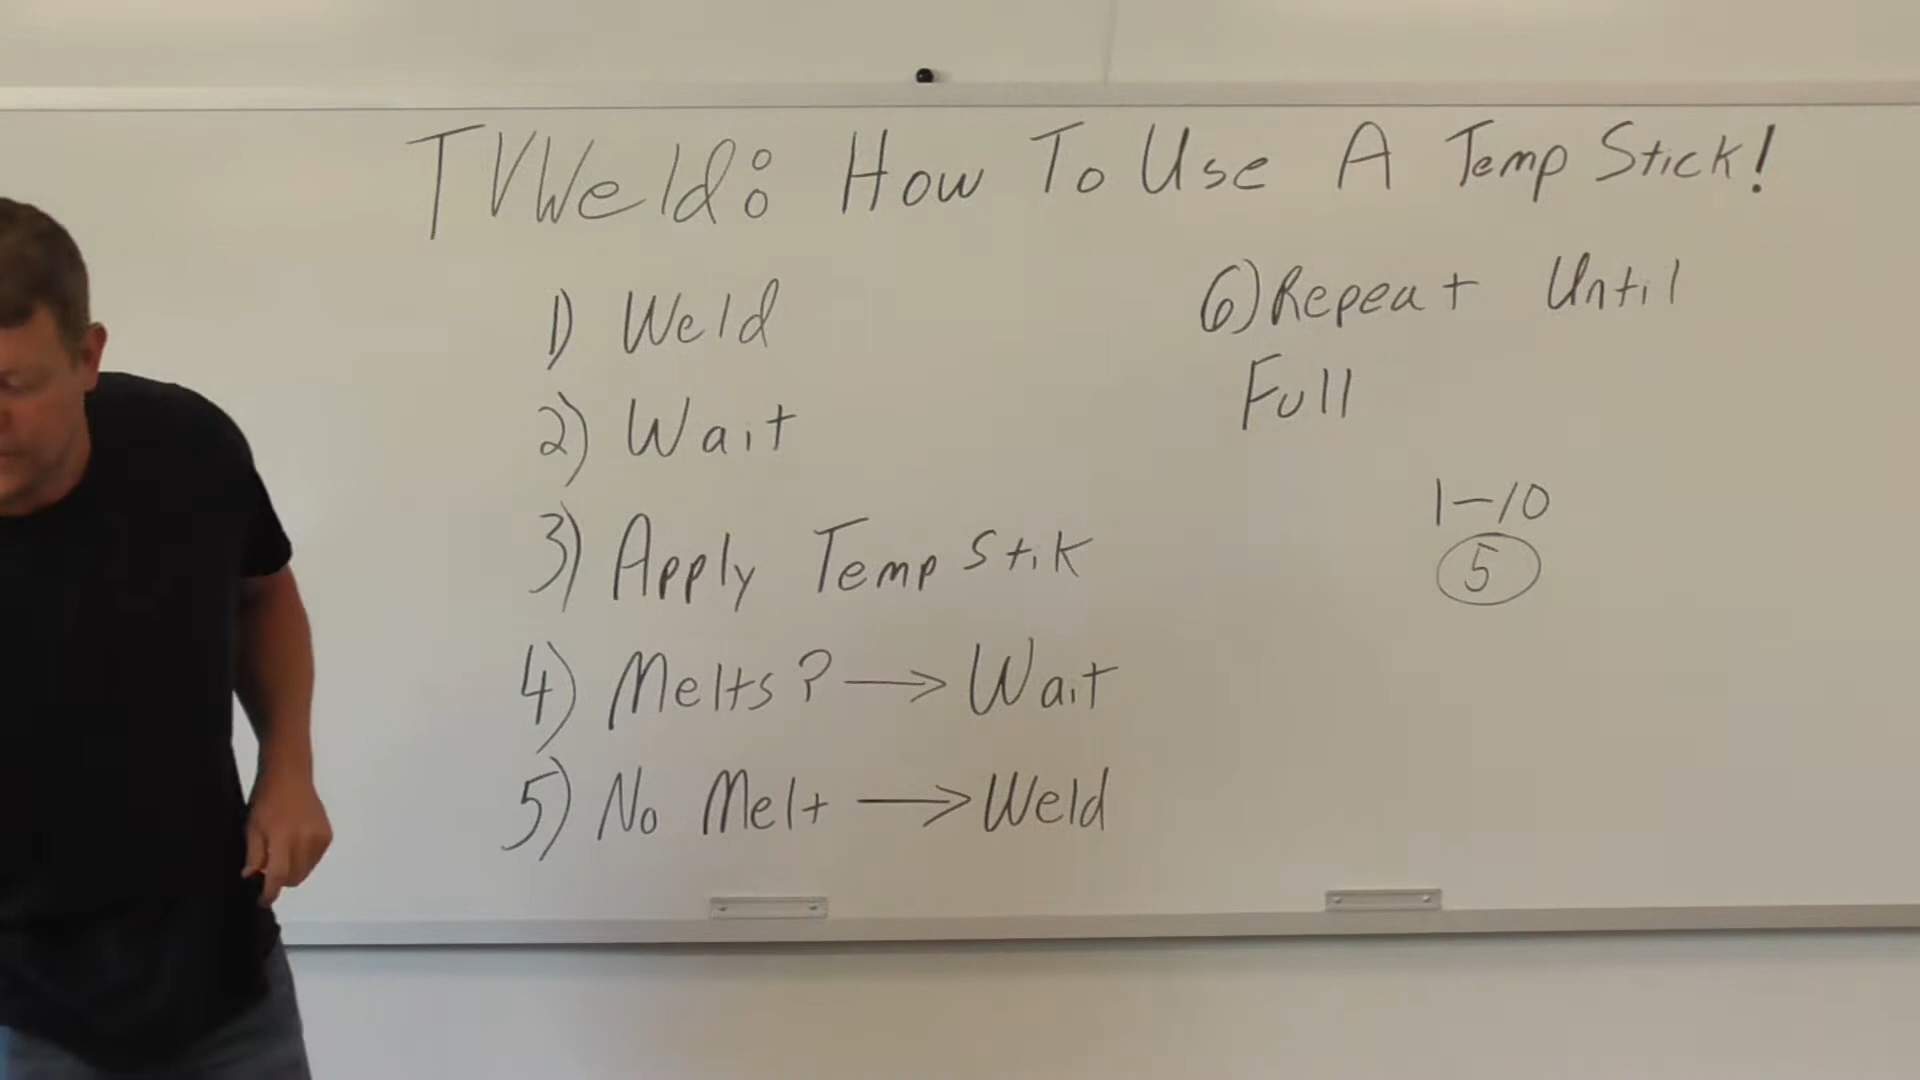 TVWeld: How To Use A Temp Stick!
1) Weld
2) Wait
3) Apply Temp Stik
4) Melts? → Wait
5) No Melt → Weld
6) Repeat Until
Full
1-10
5